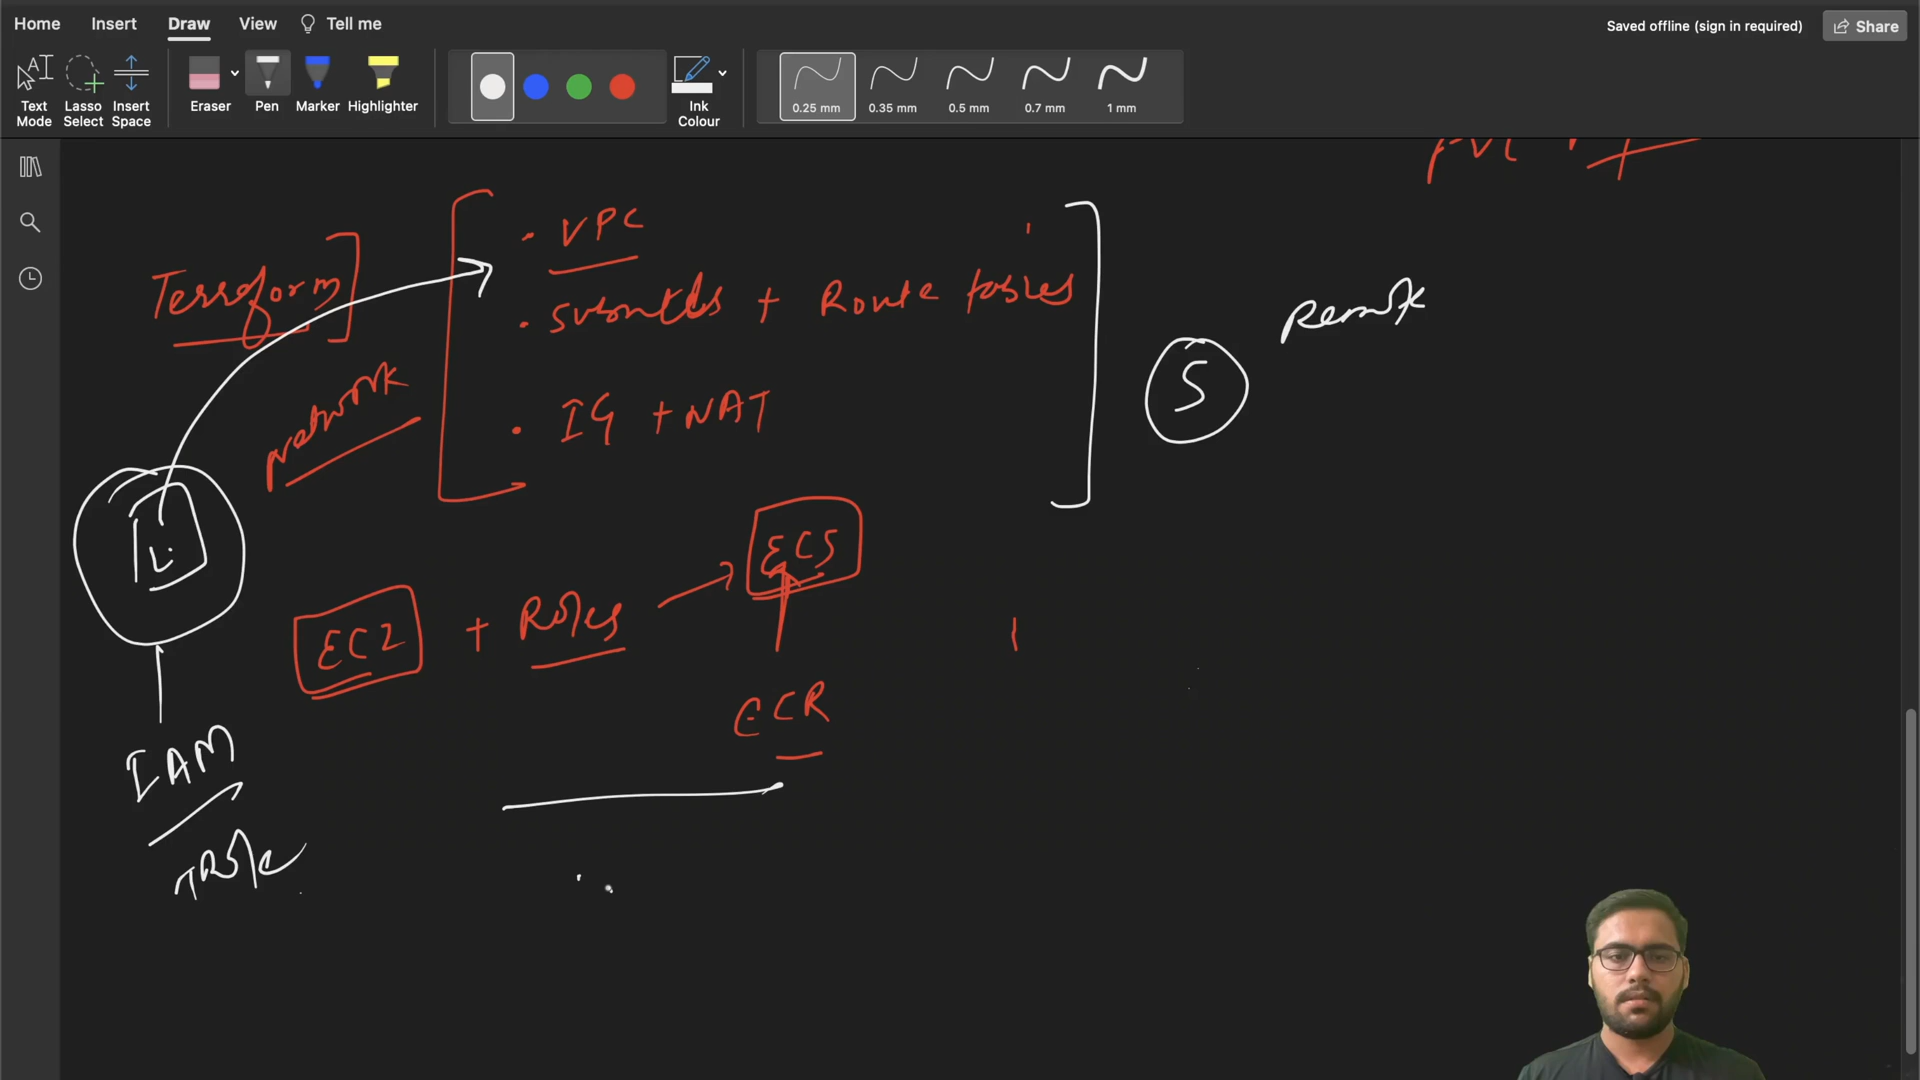 Home Insert Draw View Tell me
Saved offline (sign in required) Share
Text Mode
Lasso Select
Insert Space
Eraser
Pen
Marker
Highlighter
Ink Colour
0.25 mm 0.35 mm 0.5 mm 0.7 mm 1 mm
Terraform
network
• VPC
• subnets + Route tables
• IG + NAT
S
Remote
EC2 + Roles → ECS
ECR
IAM
Role